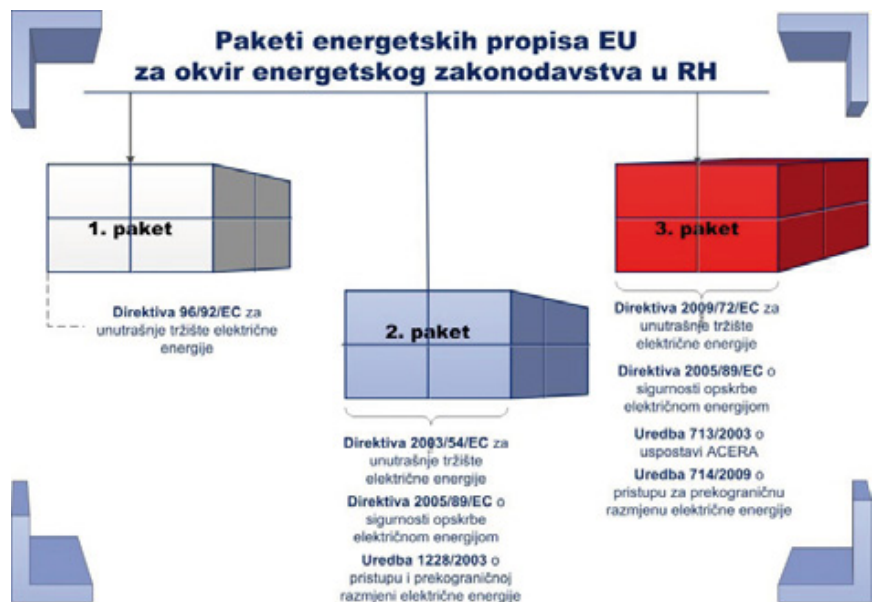 Paketi energetskih propisa EU
za okvir energetskog zakonodavstva u RH
1. paket
Direktiva 96/92/EC za
unutrašnje tržište električne
energije
2. paket
Direktiva 2003/54/EC za
unutrašnje tržište
električne energije
Direktiva 2005/89/EC o
sigurnosti opskrbe
električnom energijom
Uredba 1228/2003 o
pristupu i prekograničnoj
razmjeni električne energije
3. paket
Direktiva 2009/72/EC za
unutrašnje tržište
električne energije
Direktiva 2005/89/EC o
sigurnosti opskrbe
električnom energijom
Uredba 713/2003 o
uspostavi ACERA
Uredba 714/2009 o
pristupu za prekograničnu
razmjenu električne energije